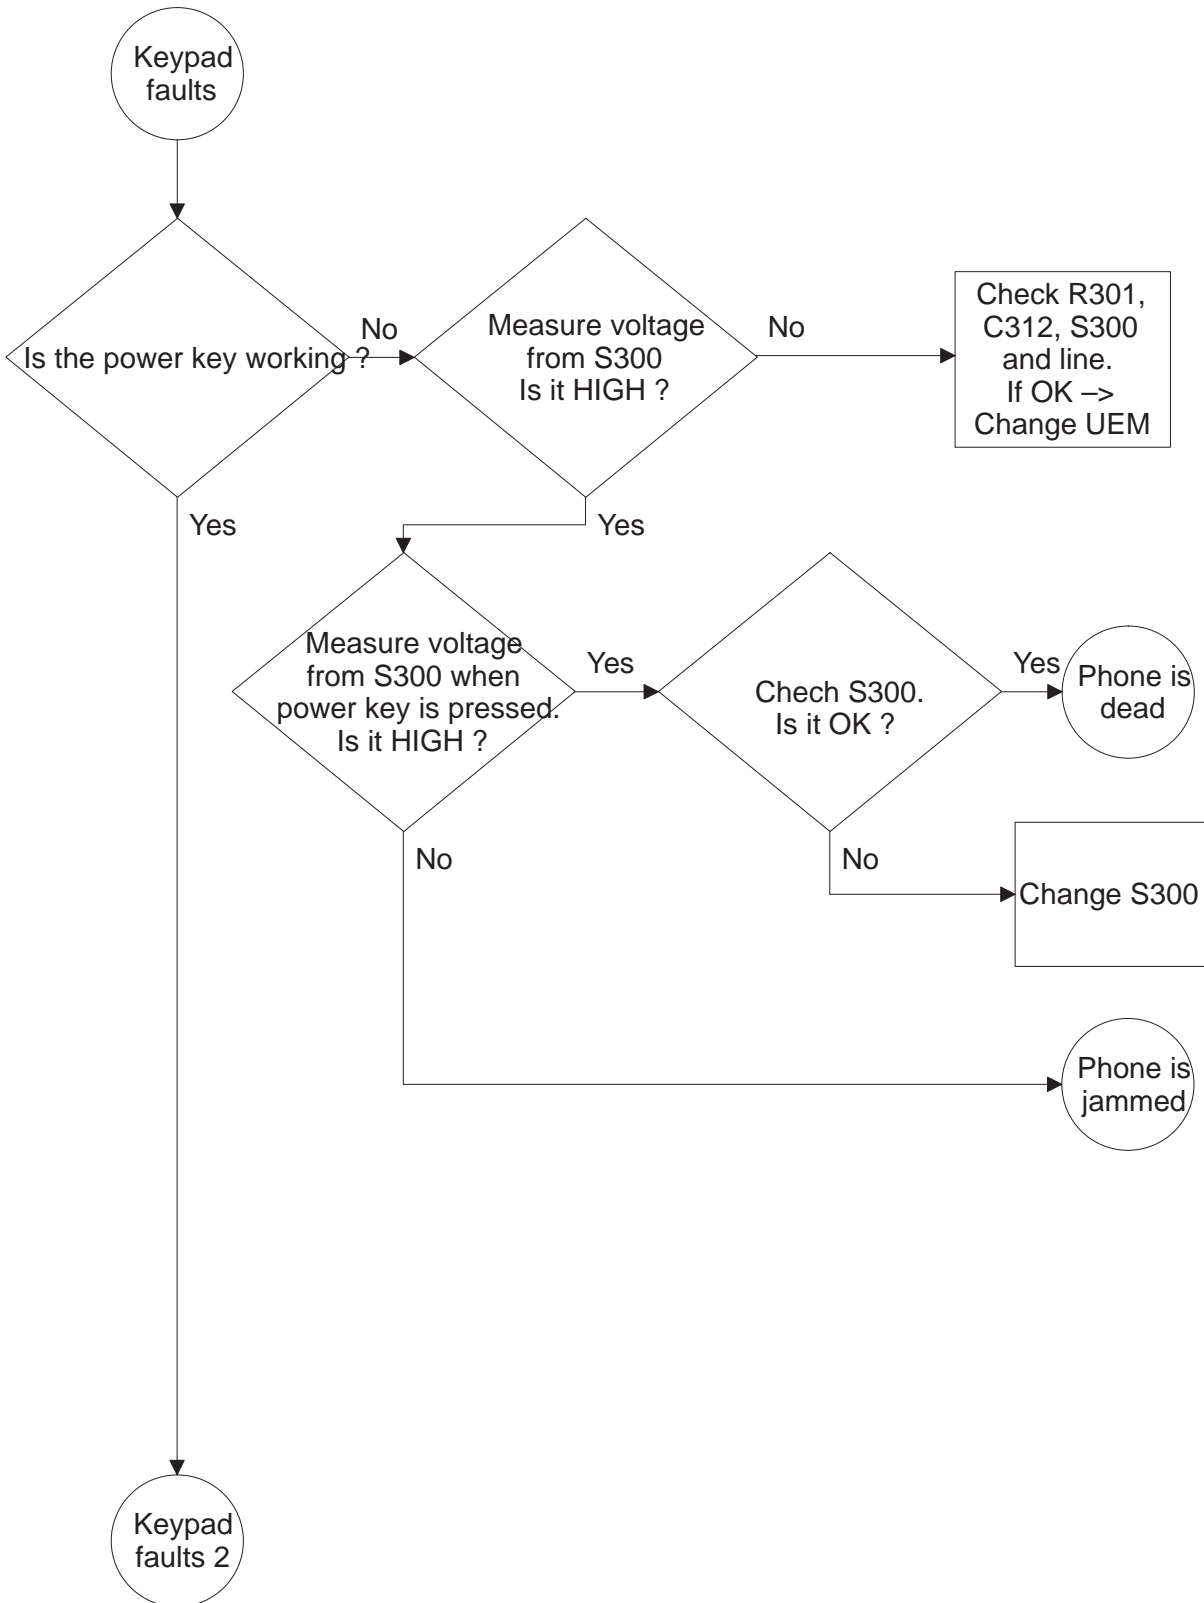 Keypad
faults
Is the power key working ?
No
Measure voltage
from S300
Is it HIGH ?
No
Check R301,
C312, S300
and line.
If OK –>
Change UEM
Yes
Yes
Measure voltage
from S300 when
power key is pressed.
Is it HIGH ?
Yes
Chech S300.
Is it OK ?
Yes
Phone is
dead
No
No
Change S300
Phone is
jammed
Keypad
faults 2